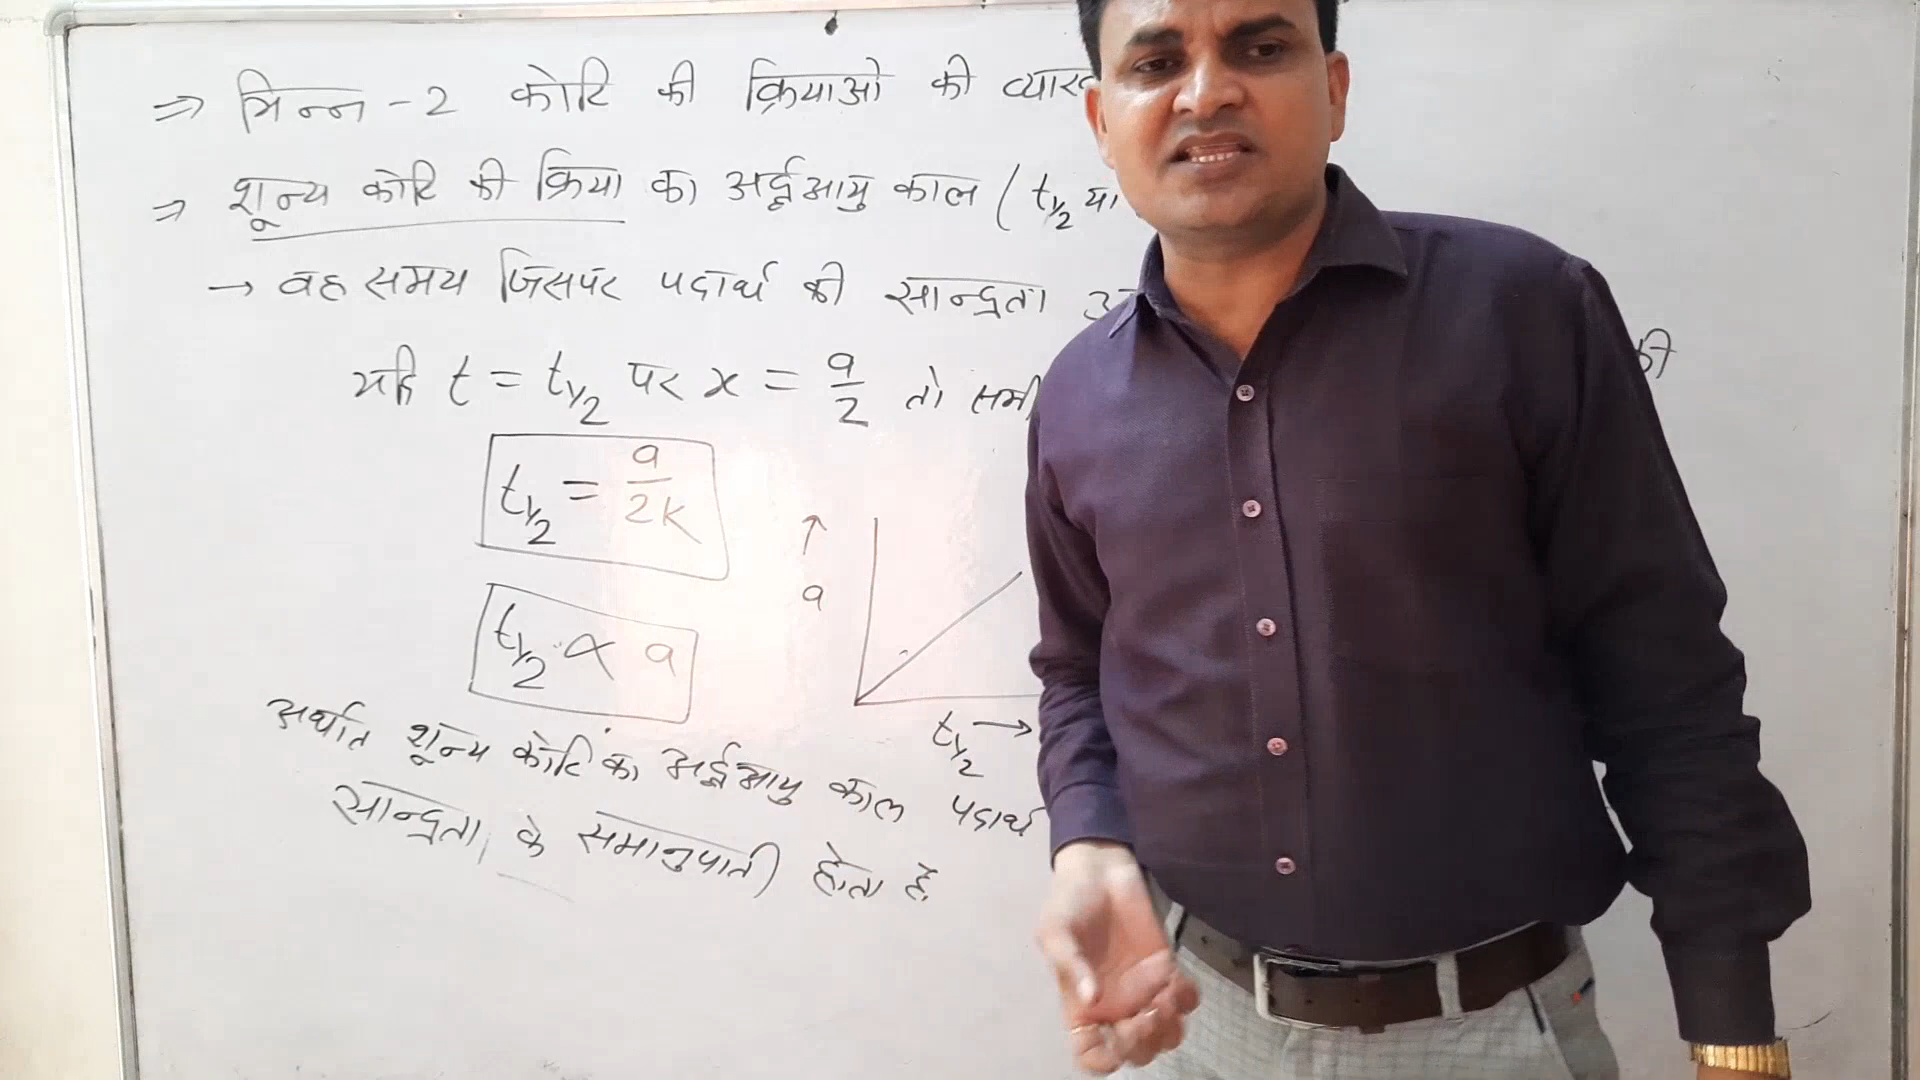 ⇒ भिन्न-2 कोटि की क्रियाओ की
⇒ शून्य कोटि की क्रिया का अर्द्धआयु काल (t½ या
→ वह समय जिसपर पदार्थ की सान्द्रता
की
यदि t = t½ पर x = a/2 तो
t½ = a/2K
↑
a
t½ ∝ a
t½ →
अर्थात शून्य कोटि का अर्द्धआयु काल पदार्थ
सान्द्रता के समानुपाती होता है.